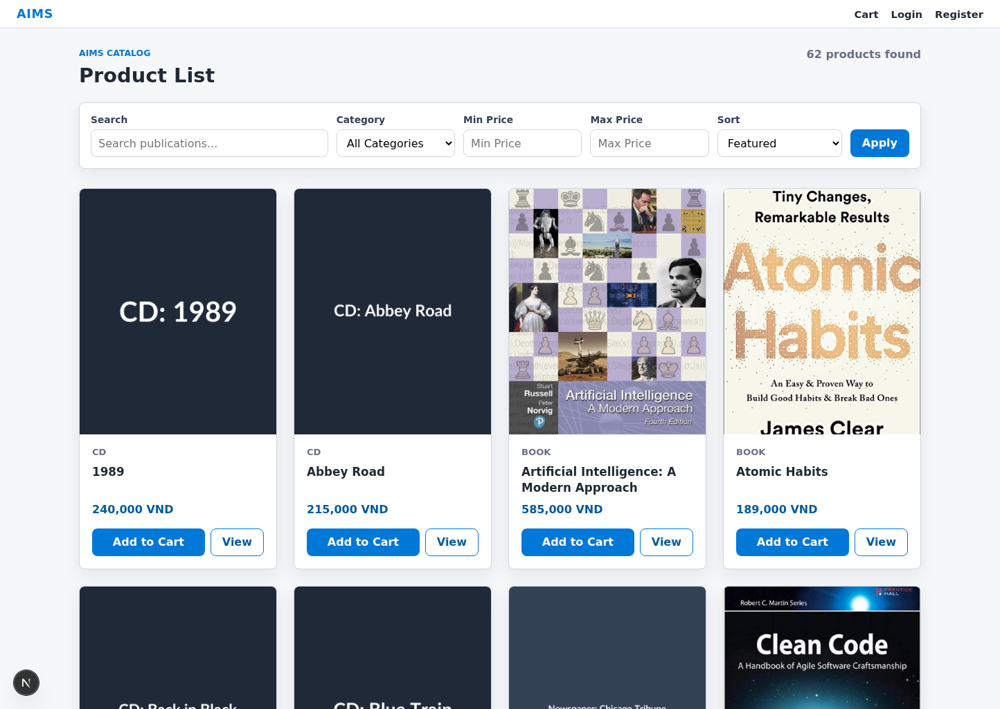 AIMS
Cart Login Register
AIMS CATALOG
Product List
62 products found
Search
Category
Min Price
Max Price
Sort
Search publications...
All Categories
Min Price
Max Price
Featured
Apply
CD: 1989
CD: Abbey Road
Stuart
Russell
Peter
Norvig
Artificial Intelligence
A Modern Approach
Fourth Edition
Tiny Changes,
Remarkable Results
Atomic
Habits
An Easy & Proven Way to
Build Good Habits & Break Bad Ones
James Clear
CD
1989
240,000 VND
Add to Cart
View
CD
Abbey Road
215,000 VND
Add to Cart
View
BOOK
Artificial Intelligence: A
Modern Approach
585,000 VND
Add to Cart
View
BOOK
Atomic Habits
189,000 VND
Add to Cart
View
CD: Back in Black
CD: Blue Train
Newspaper: Chicago Tribune
PRENTICE
HALL
Robert C. Martin Series
Clean Code
A Handbook of Agile Software Craftsmanship
N